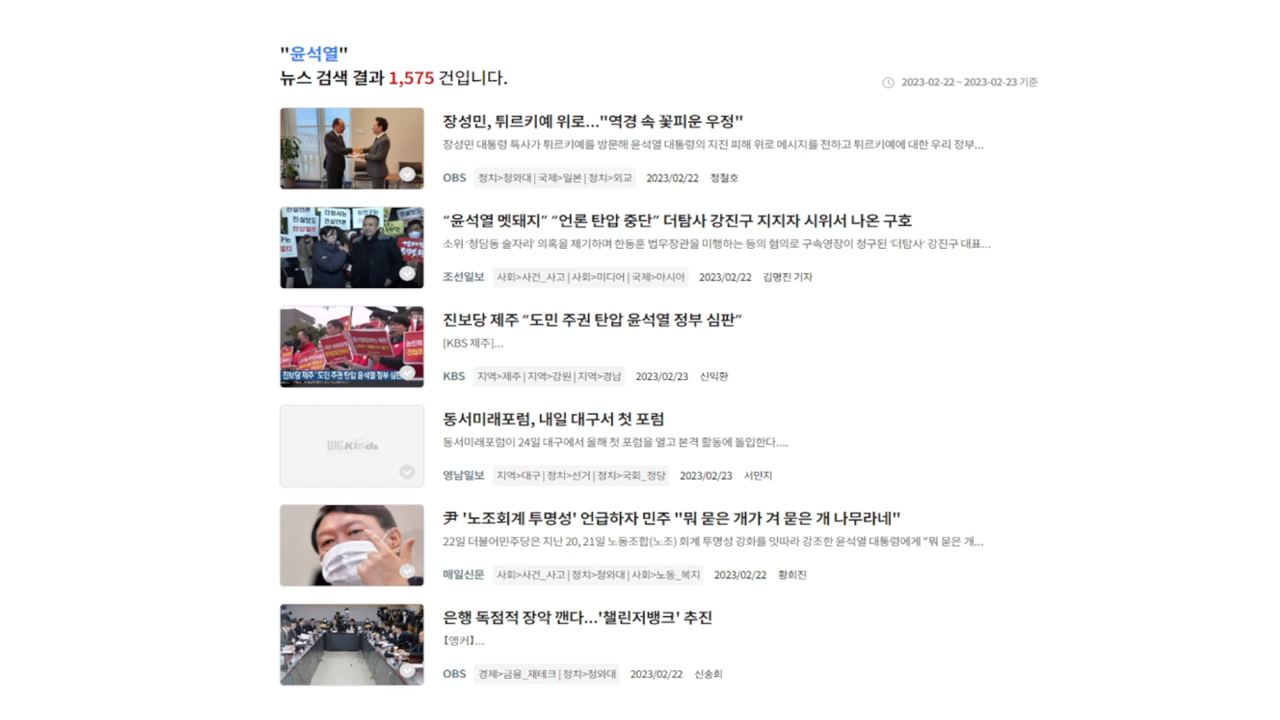 "윤석열"
뉴스 검색 결과 1,575 건입니다.
2023-02-22 ~ 2023-02-23 기준
장성민, 튀르키예 위로..."역경 속 꽃피운 우정"
장성민 대통령 특사가 튀르키예를 방문해 윤석열 대통령의 지진 피해 위로 메시지를 전하고 튀르키예에 대한 우리 정부...
OBS 정치>청와대 | 국제>일본 | 정치>외교 2023/02/22 정철호
“윤석열 멧돼지” “언론 탄압 중단” 더탐사 강진구 지지자 시위서 나온 구호
소위 ‘청담동 술자리’ 의혹을 제기하며 한동훈 법무장관을 미행하는 등의 혐의로 구속영장이 청구된 ‘더탐사’ 강진구 대표...
조선일보 사회>사건_사고 | 사회>미디어 | 국제>아시아 2023/02/22 김명진 기자
진보당 제주 “도민 주권 탄압 윤석열 정부 심판”
[KBS 제주]...
진보당 제주 “도민 주권 탄압 윤석열 정부 심판
KBS 지역>제주 | 지역>강원 | 지역>경남 2023/02/23 신익환
동서미래포럼, 내일 대구서 첫 포럼
동서미래포럼이 24일 대구에서 올해 첫 포럼을 열고 본격 활동에 돌입한다....
BIGKinds
영남일보 지역>대구 | 정치>선거 | 정치>국회_정당 2023/02/23 서민지
尹 '노조회계 투명성' 언급하자 민주 "뭐 묻은 개가 겨 묻은 개 나무라네"
22일 더불어민주당은 지난 20, 21일 노동조합(노조) 회계 투명성 강화를 잇따라 강조한 윤석열 대통령에게 "뭐 묻은 개...
매일신문 사회>사건_사고 | 정치>청와대 | 사회>노동_복지 2023/02/22 황희진
은행 독점적 장악 깬다...'챌린저뱅크' 추진
【앵커】...
OBS 경제>금융_재테크 | 정치>청와대 2023/02/22 신송희